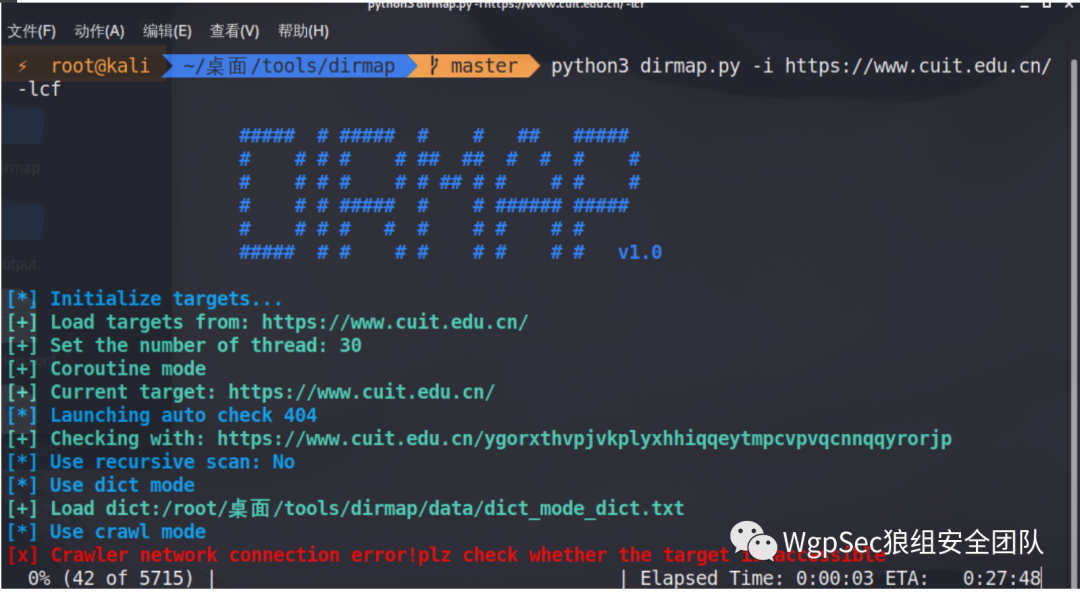 python3 dirmap.py -i https://www.cuit.edu.cn/ -lcf
文件(F) 动作(A) 编辑(E) 查看(V) 帮助(H)
⚡ root@kali ~/桌面/tools/dirmap master python3 dirmap.py -i https://www.cuit.edu.cn/
-lcf
DIRMAP
v1.0
[*] Initialize targets...
[+] Load targets from: https://www.cuit.edu.cn/
[+] Set the number of thread: 30
[+] Coroutine mode
[+] Current target: https://www.cuit.edu.cn/
[*] Launching auto check 404
[+] Checking with: https://www.cuit.edu.cn/ygorxthvpjvkplyxhhiqqeytmpcvpvqcnnqqyrorjp
[*] Use recursive scan: No
[*] Use dict mode
[+] Load dict:/root/桌面/tools/dirmap/data/dict_mode_dict.txt
[*] Use crawl mode
[x] Crawler network connection error!plz check whether the target is accessible
0% (42 of 5715) | | Elapsed Time: 0:00:03 ETA: 0:27:48
WgpSec狼组安全团队